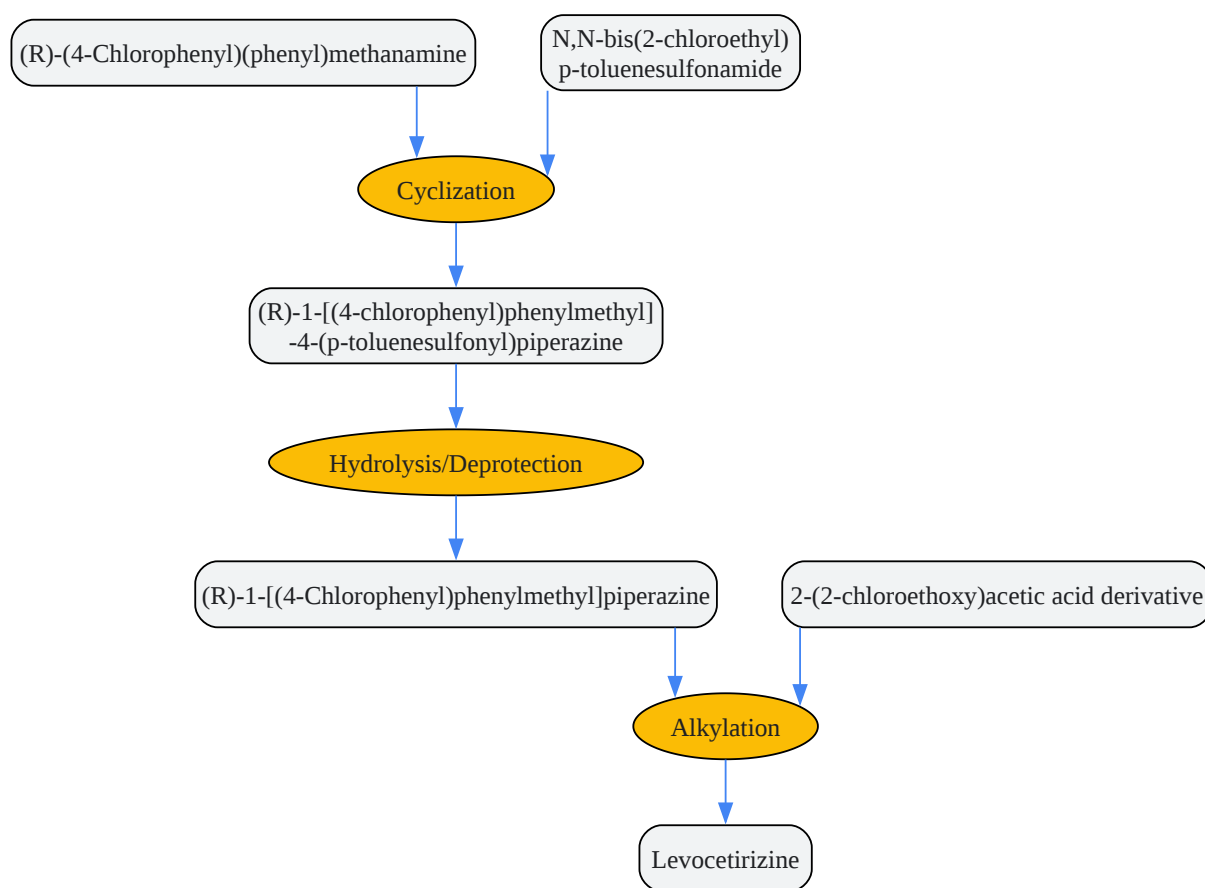 (R)-(4-Chlorophenyl)(phenyl)methanamine
N,N-bis(2-chloroethyl)
p-toluenesulfonamide
Cyclization
(R)-1-[(4-chlorophenyl)phenylmethyl]
-4-(p-toluenesulfonyl)piperazine
Hydrolysis/Deprotection
(R)-1-[(4-Chlorophenyl)phenylmethyl]piperazine
2-(2-chloroethoxy)acetic acid derivative
Alkylation
Levocetirizine